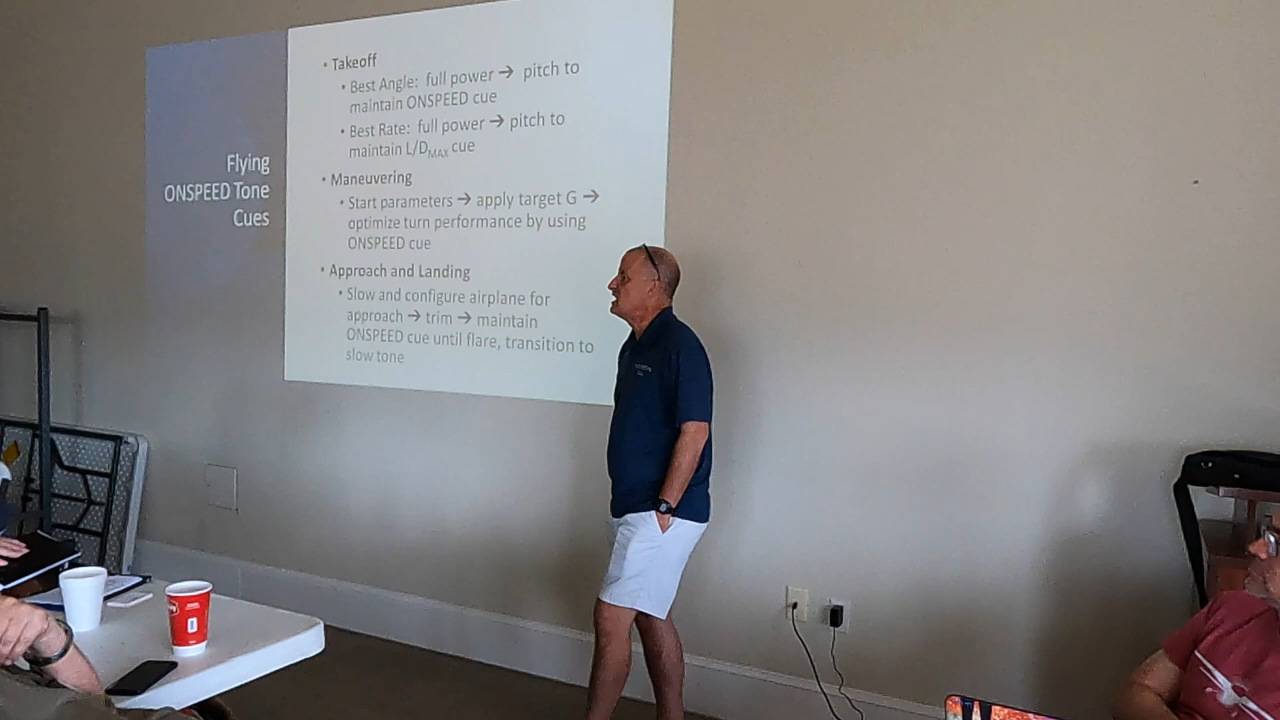 Flying
ONSPEED Tone
Cues
• Takeoff
• Best Angle: full power → pitch to
maintain ONSPEED cue
• Best Rate: full power → pitch to
maintain L/DMAX cue
• Maneuvering
• Start parameters → apply target G →
optimize turn performance by using
ONSPEED cue
• Approach and Landing
• Slow and configure airplane for
approach → trim → maintain
ONSPEED cue until flare, transition to
slow tone